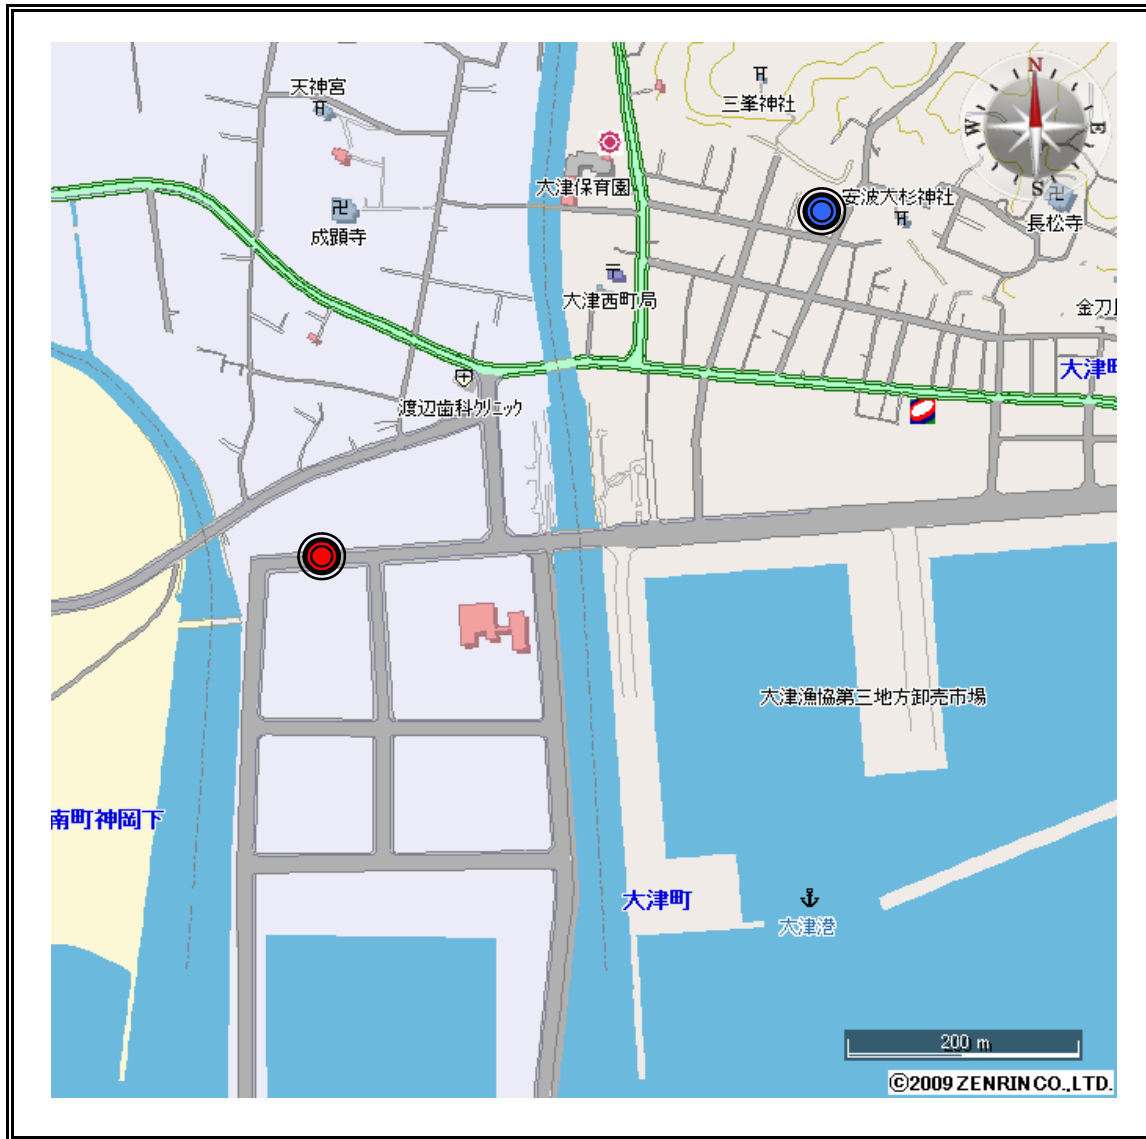 N
W
E
S
天神宮
三峯神社
大津保育園
安波大杉神社
長松寺
成顕寺
大津西町局
金刀
大津町
渡辺歯科クリニック
大津漁協第三地方卸売市場
南町神岡下
大津町
大津港
200 m
©2009 ZENRIN CO., LTD.